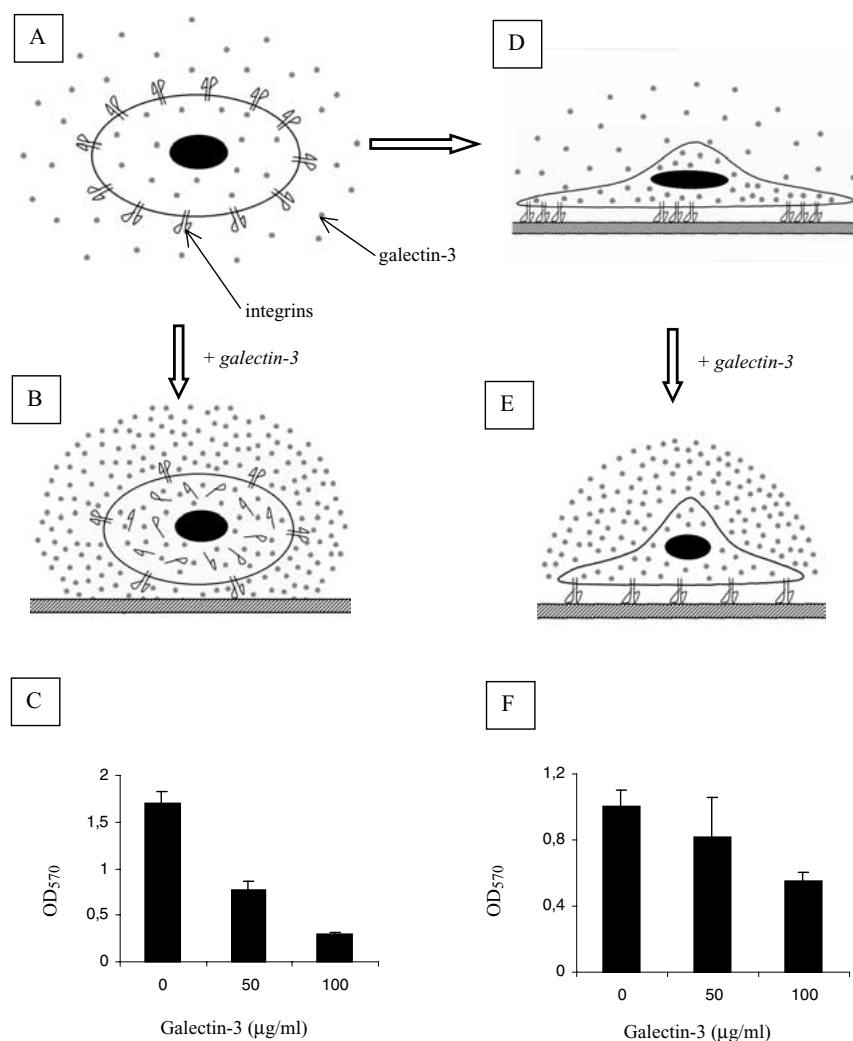 A
D
galectin-3
integrins
+ galectin-3
+ galectin-3
B
E
C
F
2
1,5
1
0,5
0
OD570
0 50 100
Galectin-3 (μg/ml)
1,2
0,8
0,4
0
OD570
0 50 100
Galectin-3 (μg/ml)